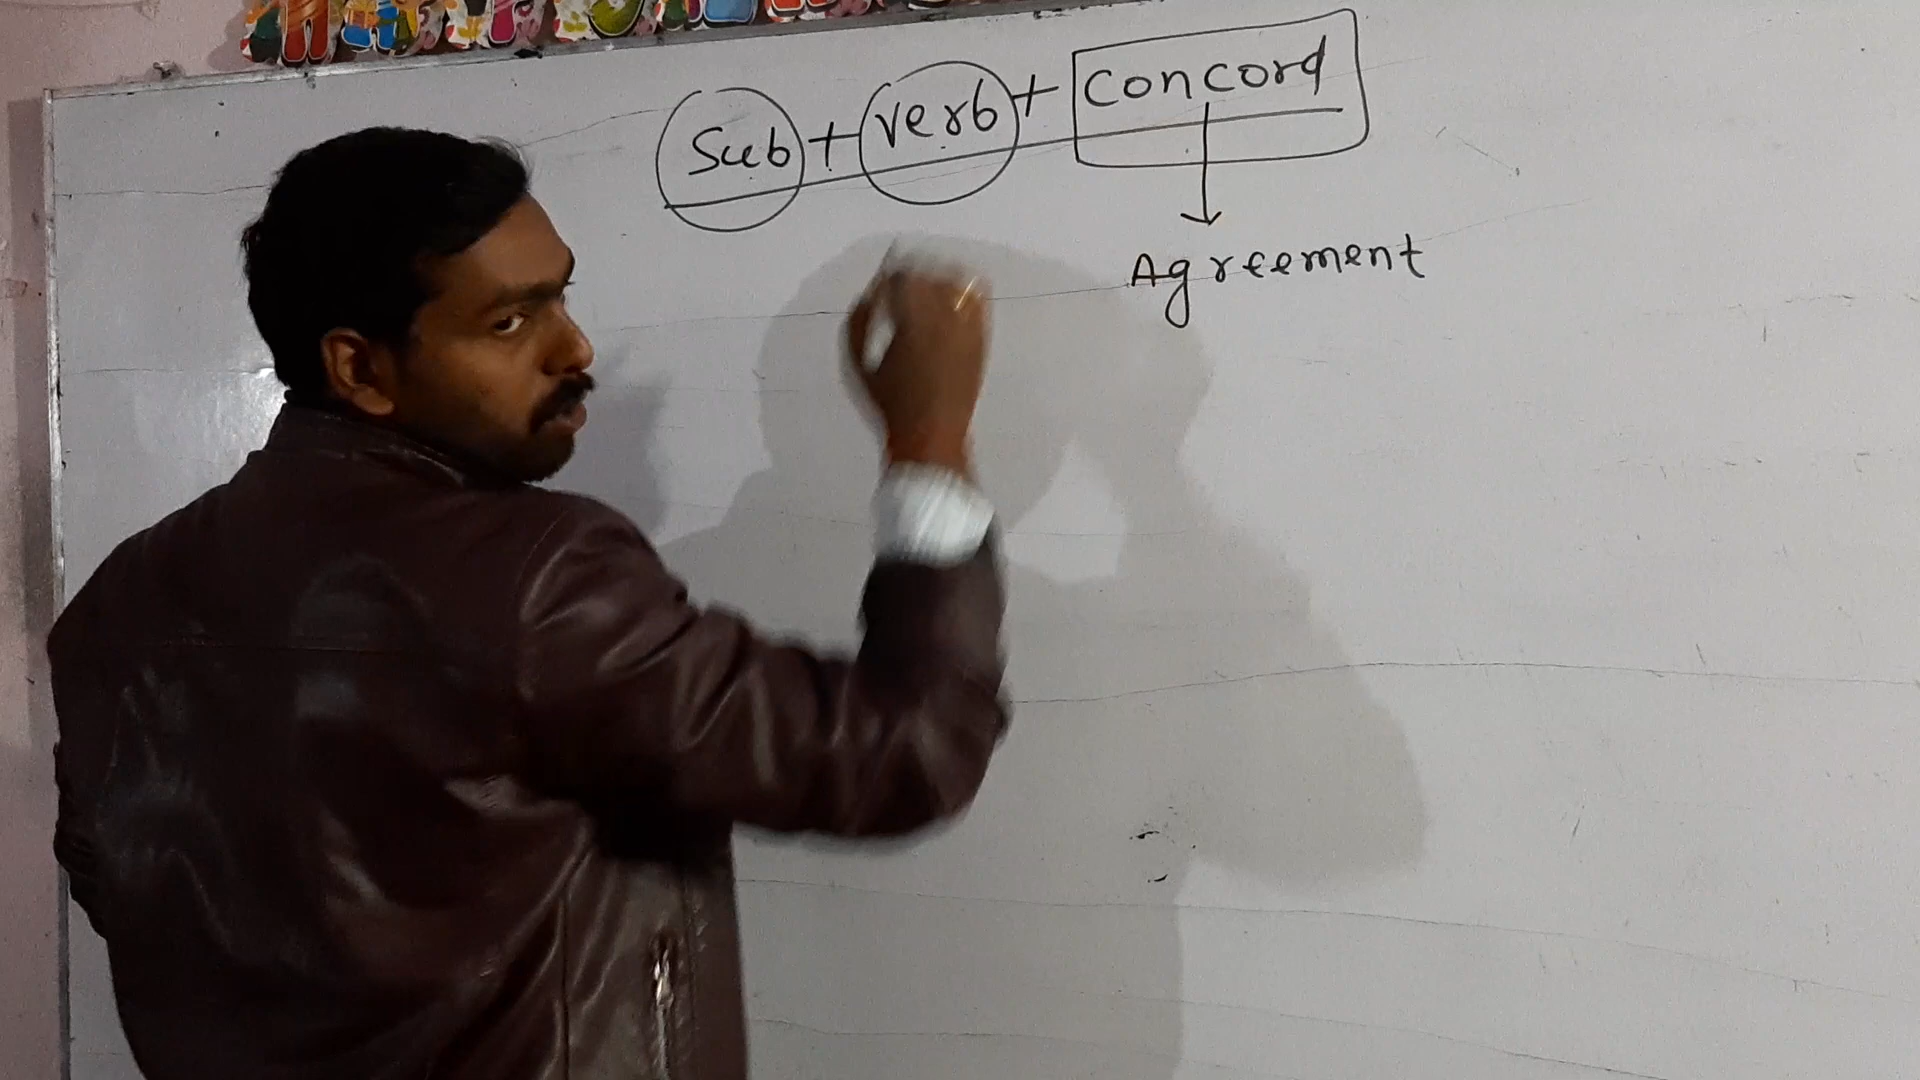 Sub + verb + Concord
Agreement